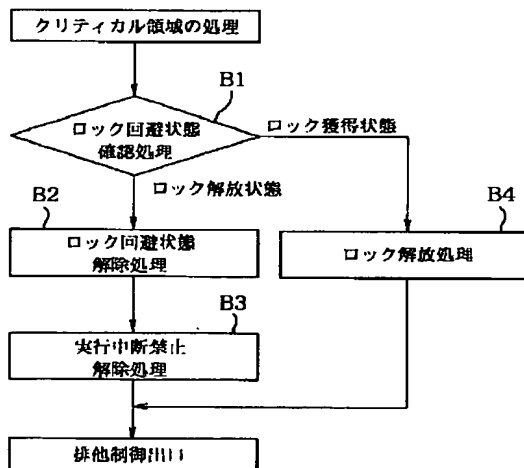 クリティカル領域の処理
B1
ロック回避状態
確認処理
ロック獲得状態
ロック解放状態
B2
ロック回避状態
解除処理
B4
ロック解放処理
B3
実行中断禁止
解除処理
排他制御出口